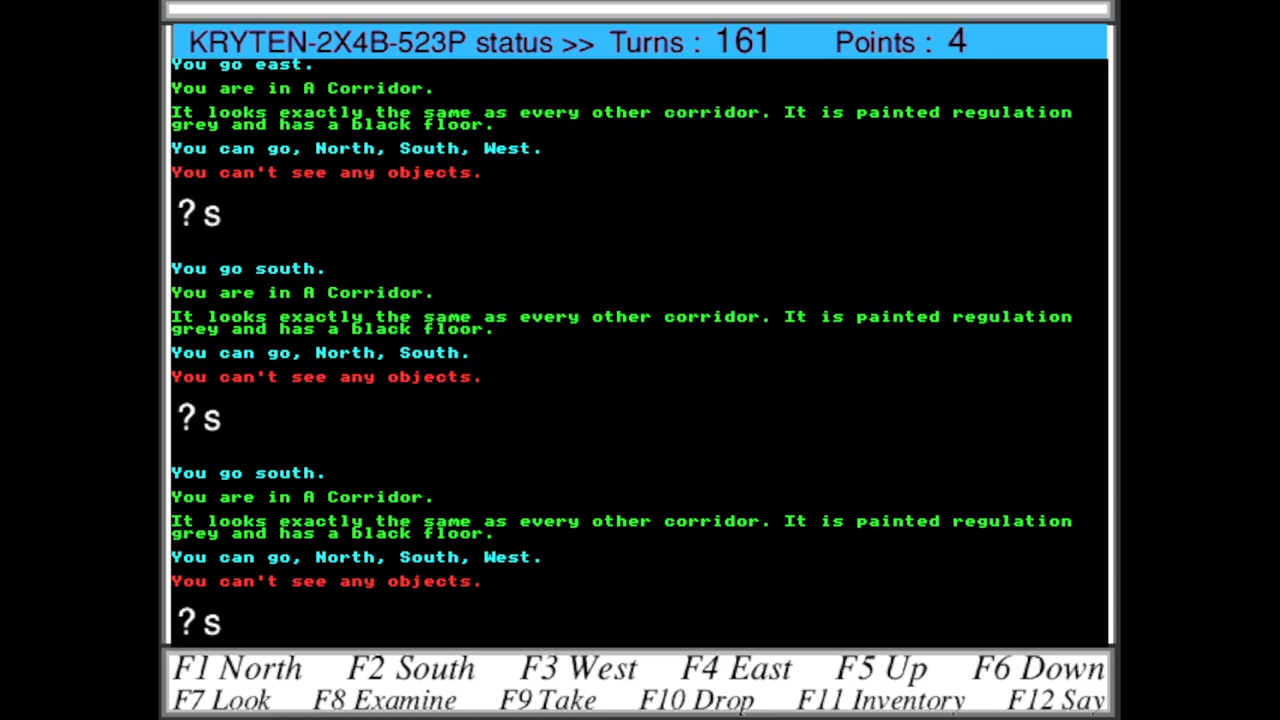 KRYTEN-2X4B-523P status >> Turns : 161 Points : 4
You go east.
You are in A Corridor.
It looks exactly the same as every other corridor. It is painted regulation
grey and has a black floor.
You can go, North, South, West.
You can't see any objects.
?s
You go south.
You are in A Corridor.
It looks exactly the same as every other corridor. It is painted regulation
grey and has a black floor.
You can go, North, South.
You can't see any objects.
?s
You go south.
You are in A Corridor.
It looks exactly the same as every other corridor. It is painted regulation
grey and has a black floor.
You can go, North, South, West.
You can't see any objects.
?s
F1 North F2 South F3 West F4 East F5 Up F6 Down
F7 Look F8 Examine F9 Take F10 Drop F11 Inventory F12 Say